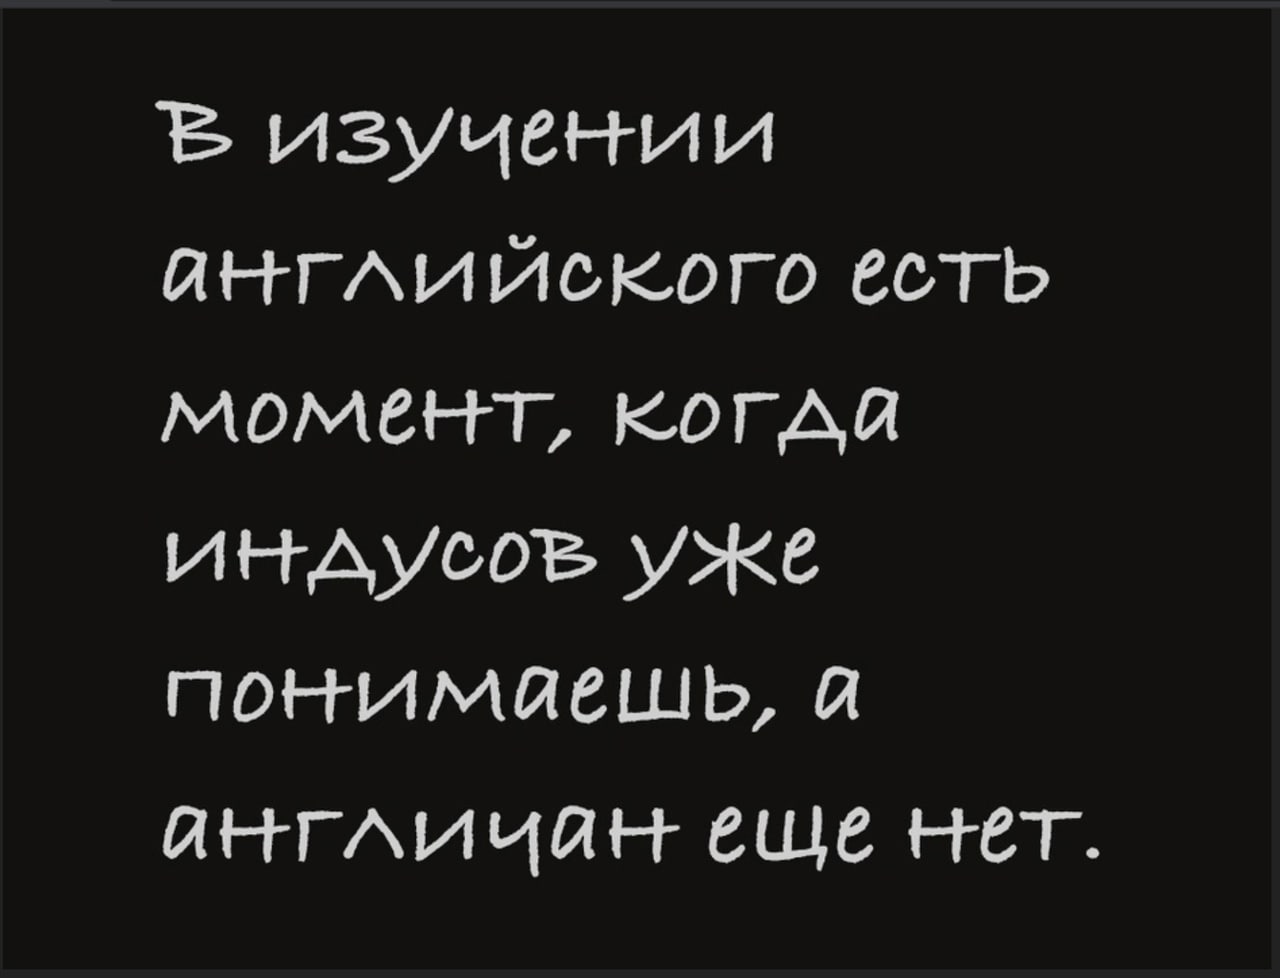 В изучении
английского есть
момент, когда
индусов уже
понимаешь, а
англичан еще нет.